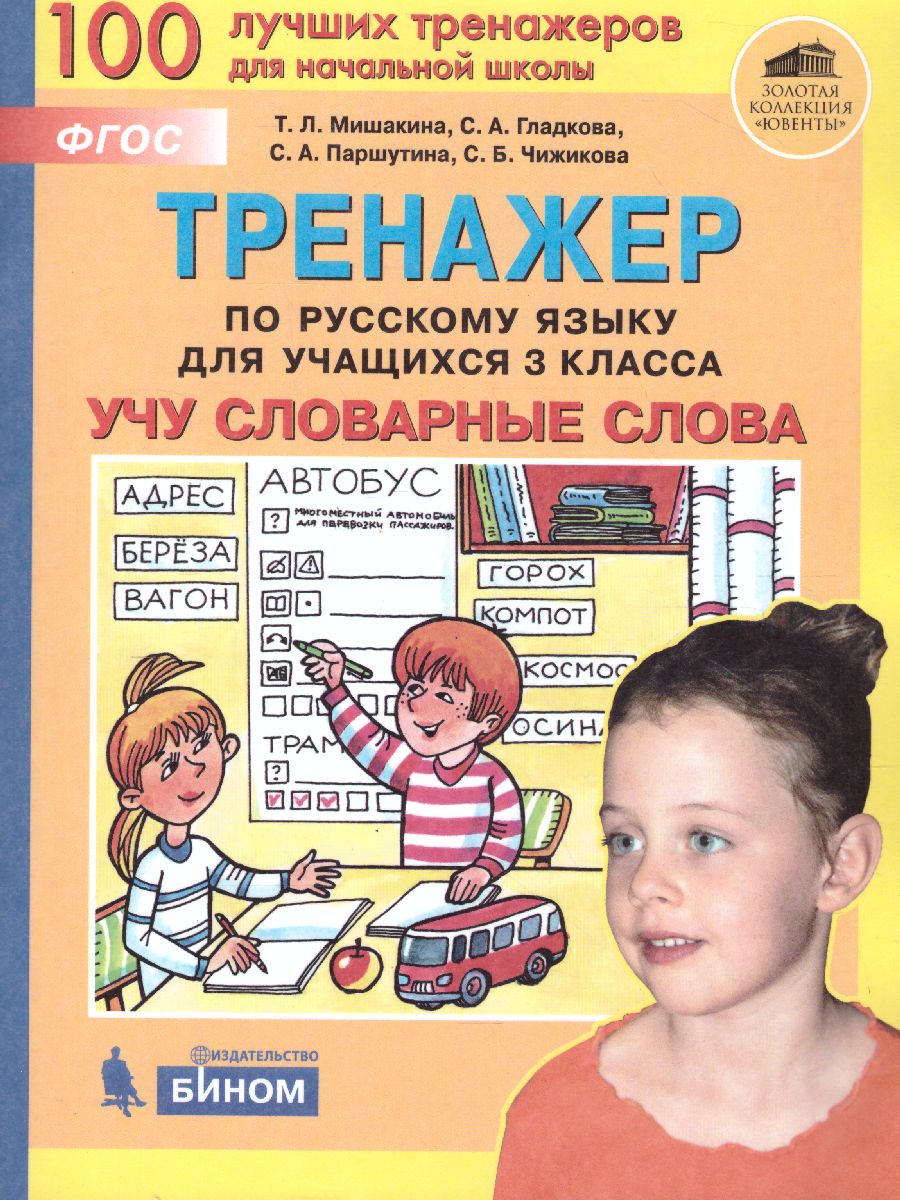 100 лучших тренажеров
для начальной школы
ЗОЛОТАЯ
КОЛЛЕКЦИЯ
«ЮВЕНТЫ»
ФГОС
Т. Л. Мишакина, С. А. Гладкова,
С. А. Паршутина, С. Б. Чижикова
ТРЕНАЖЕР
ПО РУССКОМУ ЯЗЫКУ
ДЛЯ УЧАЩИХСЯ 3 КЛАССА
УЧУ СЛОВАРНЫЕ СЛОВА
АДРЕС
БЕРЁЗА
ВАГОН
АВТОБУС
? МНОГОМЕСТНЫЙ АВТОМОБИЛЬ
ДЛЯ ПЕРЕВОЗКИ ПАССАЖИРОВ.
ТРАМ
?
ГОРОХ
КОМПОТ
КОСМОС
ОСИНА
ИЗДАТЕЛЬСТВО
БИНОМ